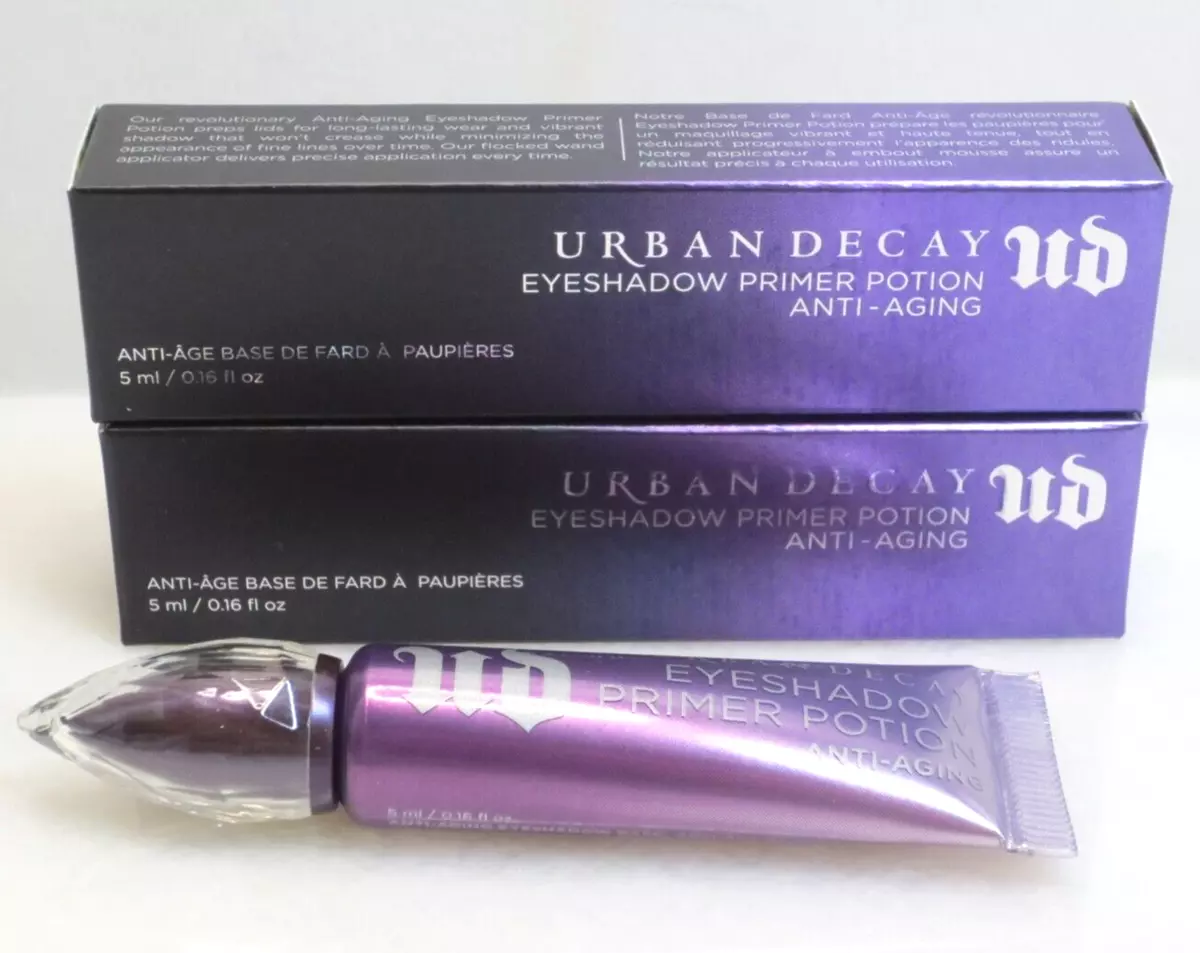 Our revolutionary Anti-Aging Eyeshadow Primer
Potion preps lids for long-lasting wear and vibrant
shadow that won't crease while minimizing the
appearance of fine lines over time. Our flocked wand
applicator delivers precise application every time.
Notre Base de Fard Anti-Âge révolutionnaire
Eyeshadow Primer Potion prépare les paupières pour
un maquillage vibrant et haute tenue, tout en
réduisant progressivement l'apparence des ridules.
Notre applicateur à embout mousse assure un
résultat précis à chaque utilisation.
URBAN DECAY UD
EYESHADOW PRIMER POTION
ANTI-AGING
ANTI-ÂGE BASE DE FARD À PAUPIÈRES
5 ml / 0.16 fl oz
URBAN DECAY UD
EYESHADOW PRIMER POTION
ANTI-AGING
ANTI-ÂGE BASE DE FARD À PAUPIÈRES
5 ml / 0.16 fl oz
UD
DECAY
EYESHADOW
PRIMER POTION
ANTI-AGING
5 ml / 0.16 fl oz
ANTI-AGING EYESHADOW